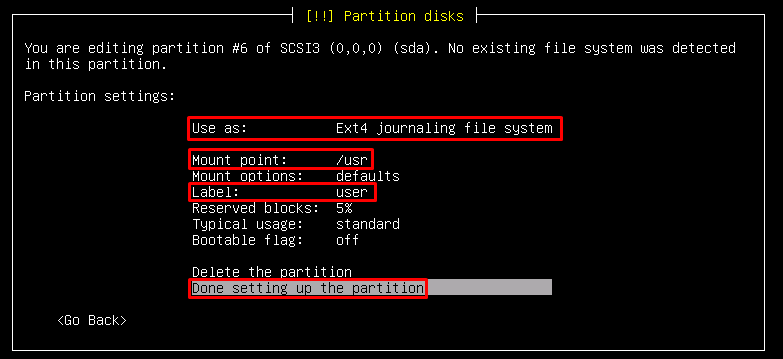 [!!] Partition disks
You are editing partition #6 of SCSI3 (0,0,0) (sda). No existing file system was detected
in this partition.
Partition settings:
Use as: Ext4 journaling file system
Mount point: /usr
Mount options: defaults
Label: user
Reserved blocks: 5%
Typical usage: standard
Bootable flag: off
Delete the partition
Done setting up the partition
<Go Back>